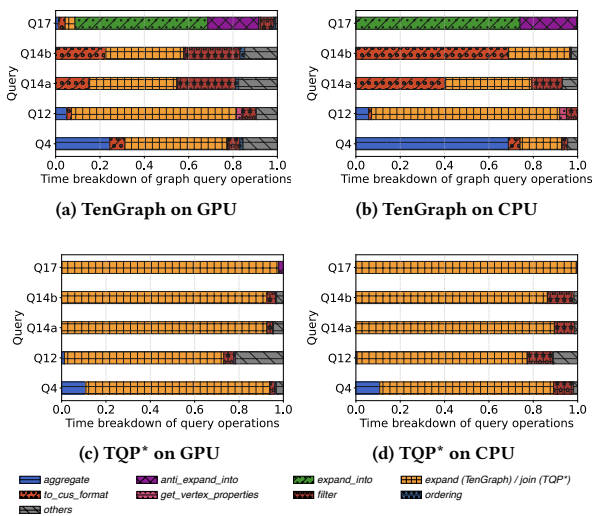 Q17
Q14b
Q14a
Q12
Q4
Query
0.0 0.2 0.4 0.6 0.8 1.0
Time breakdown of graph query operations
(a) TenGraph on GPU
Q17
Q14b
Q14a
Q12
Q4
Query
0.0 0.2 0.4 0.6 0.8 1.0
Time breakdown of graph query operations
(b) TenGraph on CPU
Q17
Q14b
Q14a
Q12
Q4
Query
0.0 0.2 0.4 0.6 0.8 1.0
Time breakdown of query operations
(c) TQP* on GPU
Q17
Q14b
Q14a
Q12
Q4
Query
0.0 0.2 0.4 0.6 0.8 1.0
Time breakdown of query operations
(d) TQP* on CPU
aggregate anti_expand_into expand_into expand (TenGraph) / join (TQP*)
to_cus_format get_vertex_properties filter ordering
others